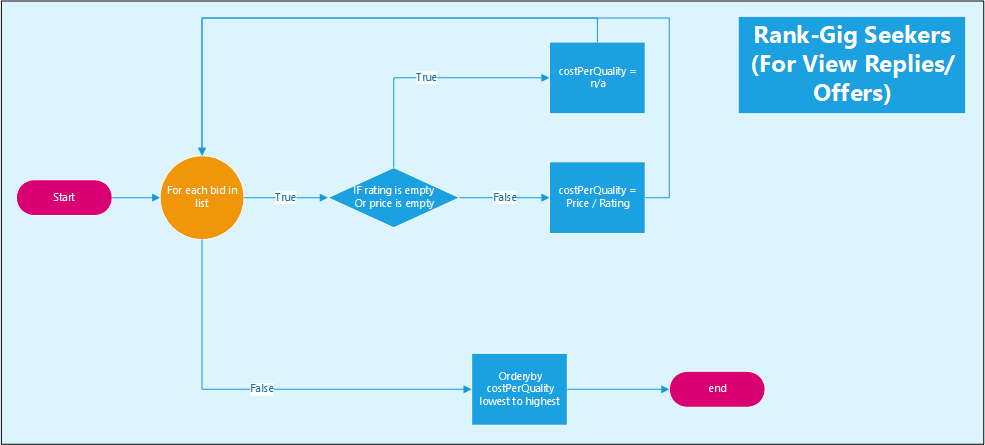 Rank-Gig Seekers
(For View Replies/
Offers)
costPerQuality =
n/a
True
Start
For each bid in
list
True
IF rating is empty
Or price is empty
False
costPerQuality =
Price / Rating
False
Orderyby
costPerQuality
lowest to highest
end